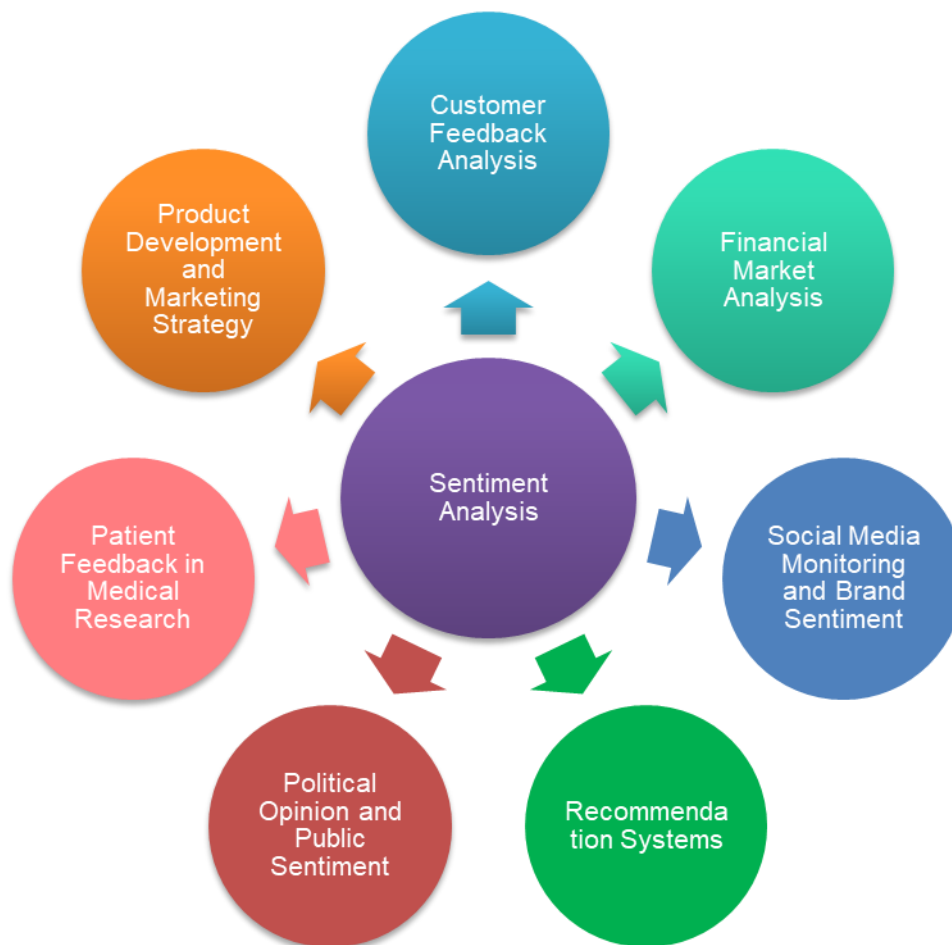 Customer
Feedback
Analysis
Financial
Market
Analysis
Social Media
Monitoring
and Brand
Sentiment
Recommenda
tion Systems
Political
Opinion and
Public
Sentiment
Patient
Feedback in
Medical
Research
Product
Development
and
Marketing
Strategy
Sentiment
Analysis